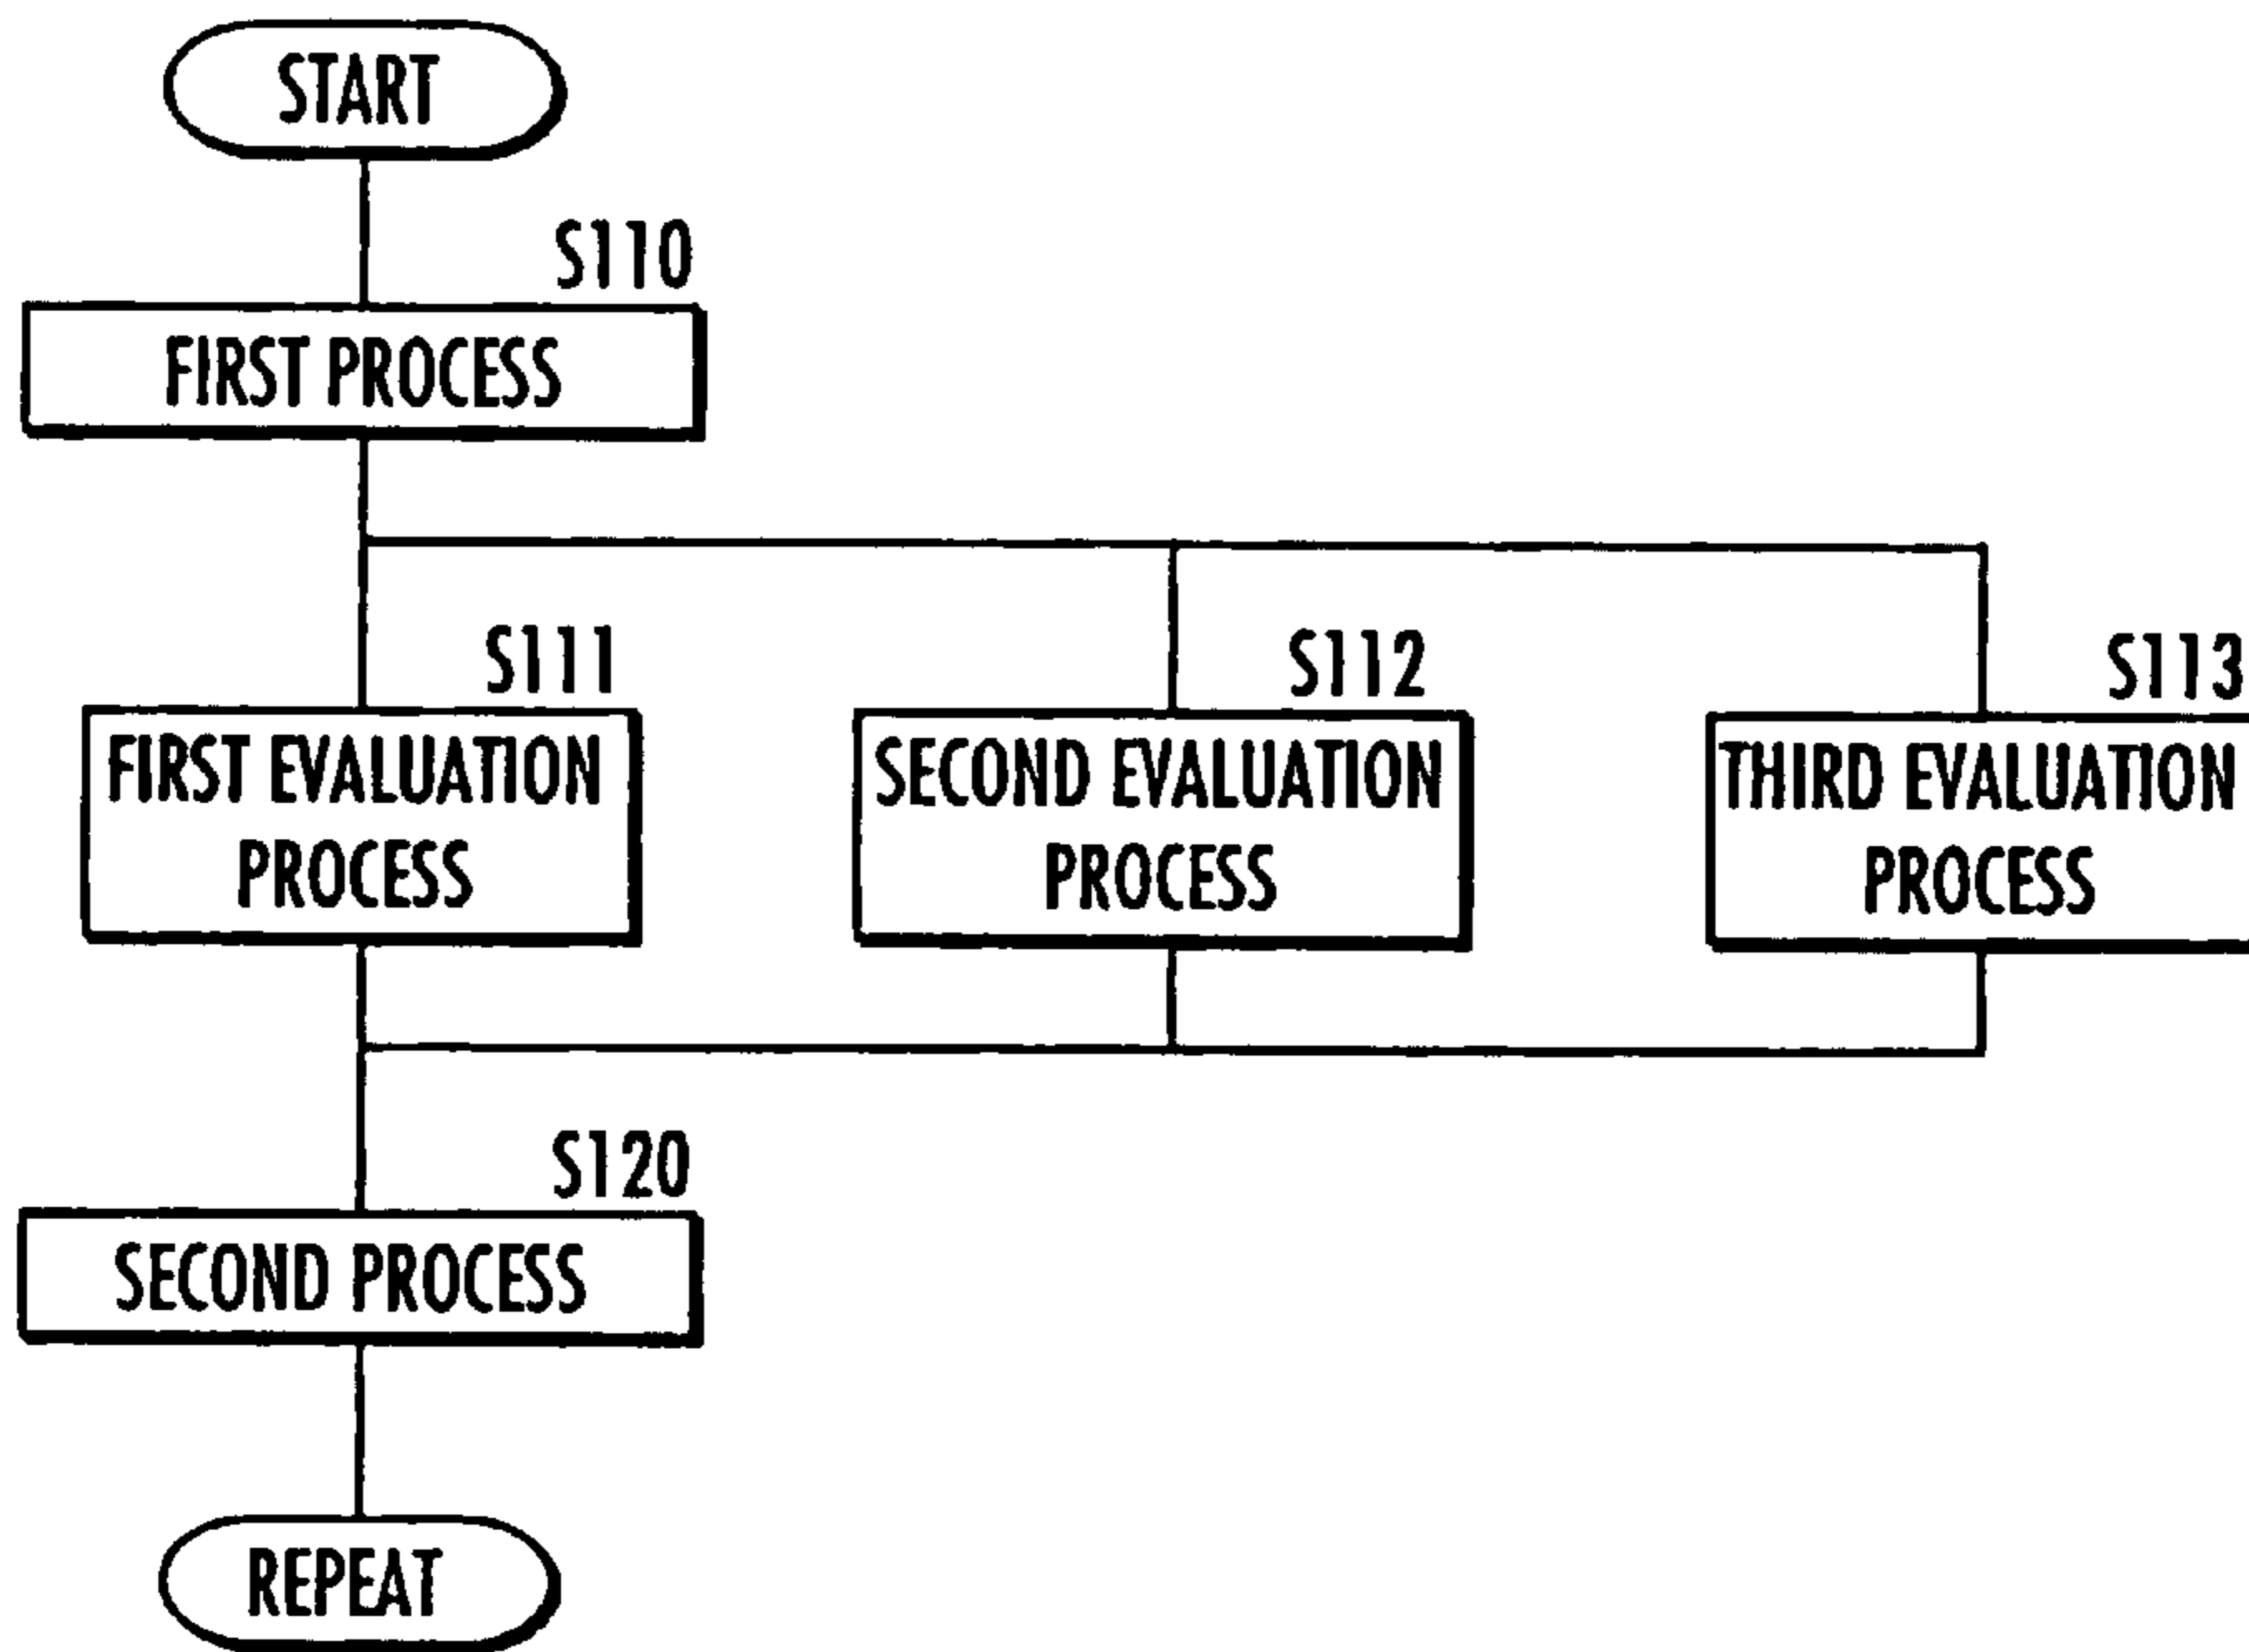 START
S110
FIRST PROCESS
S111
S112
S113
FIRST EVALUATION
PROCESS
SECOND EVALUATION
PROCESS
THIRD EVALUATION
PROCESS
S120
SECOND PROCESS
REPEAT